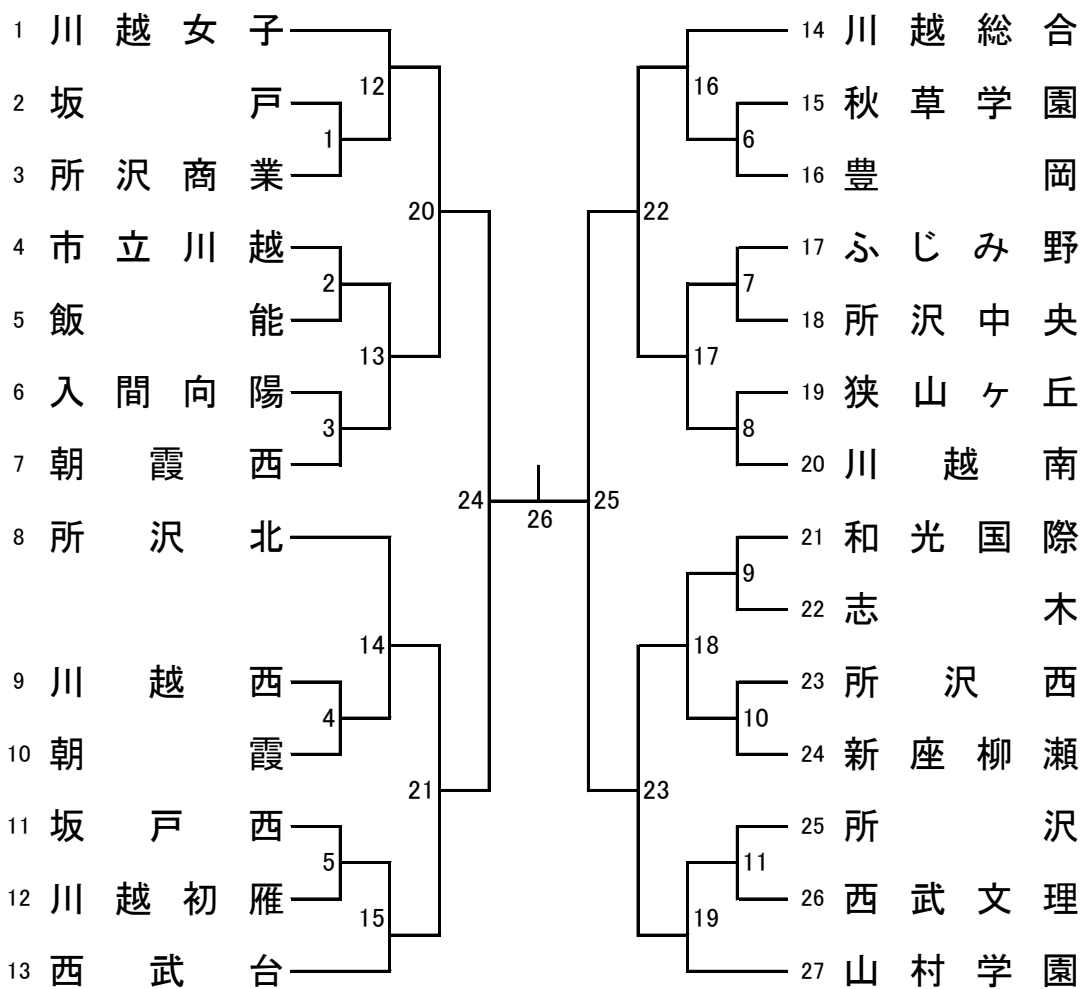 1 川越女子
2 坂戸
3 所沢商業
4 市立川越
5 飯能
6 入間向陽
7 朝霞西
8 所沢北
9 川越西
10 朝霞
11 坂戸西
12 川越初雁
13 西武台
12
1
20
2
13
3
24
14
4
21
5
15
26
25
16
6
22
7
17
8
9
18
10
23
11
19
14 川越総合
15 秋草学園
16 豊岡
17 ふじみ野
18 所沢中央
19 狭山ヶ丘
20 川越南
21 和光国際
22 志木
23 所沢西
24 新座柳瀬
25 所沢
26 西武文理
27 山村学園